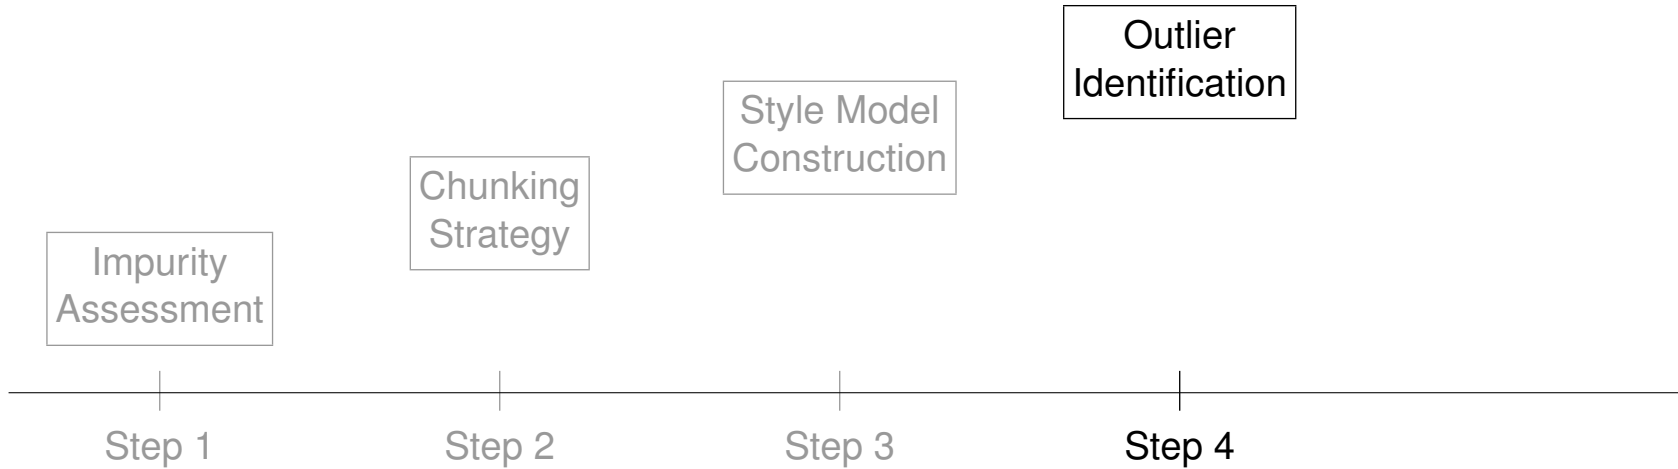 Outlier
Identification
Style Model
Construction
Chunking
Strategy
Impurity
Assessment
Step 1
Step 2
Step 3
Step 4